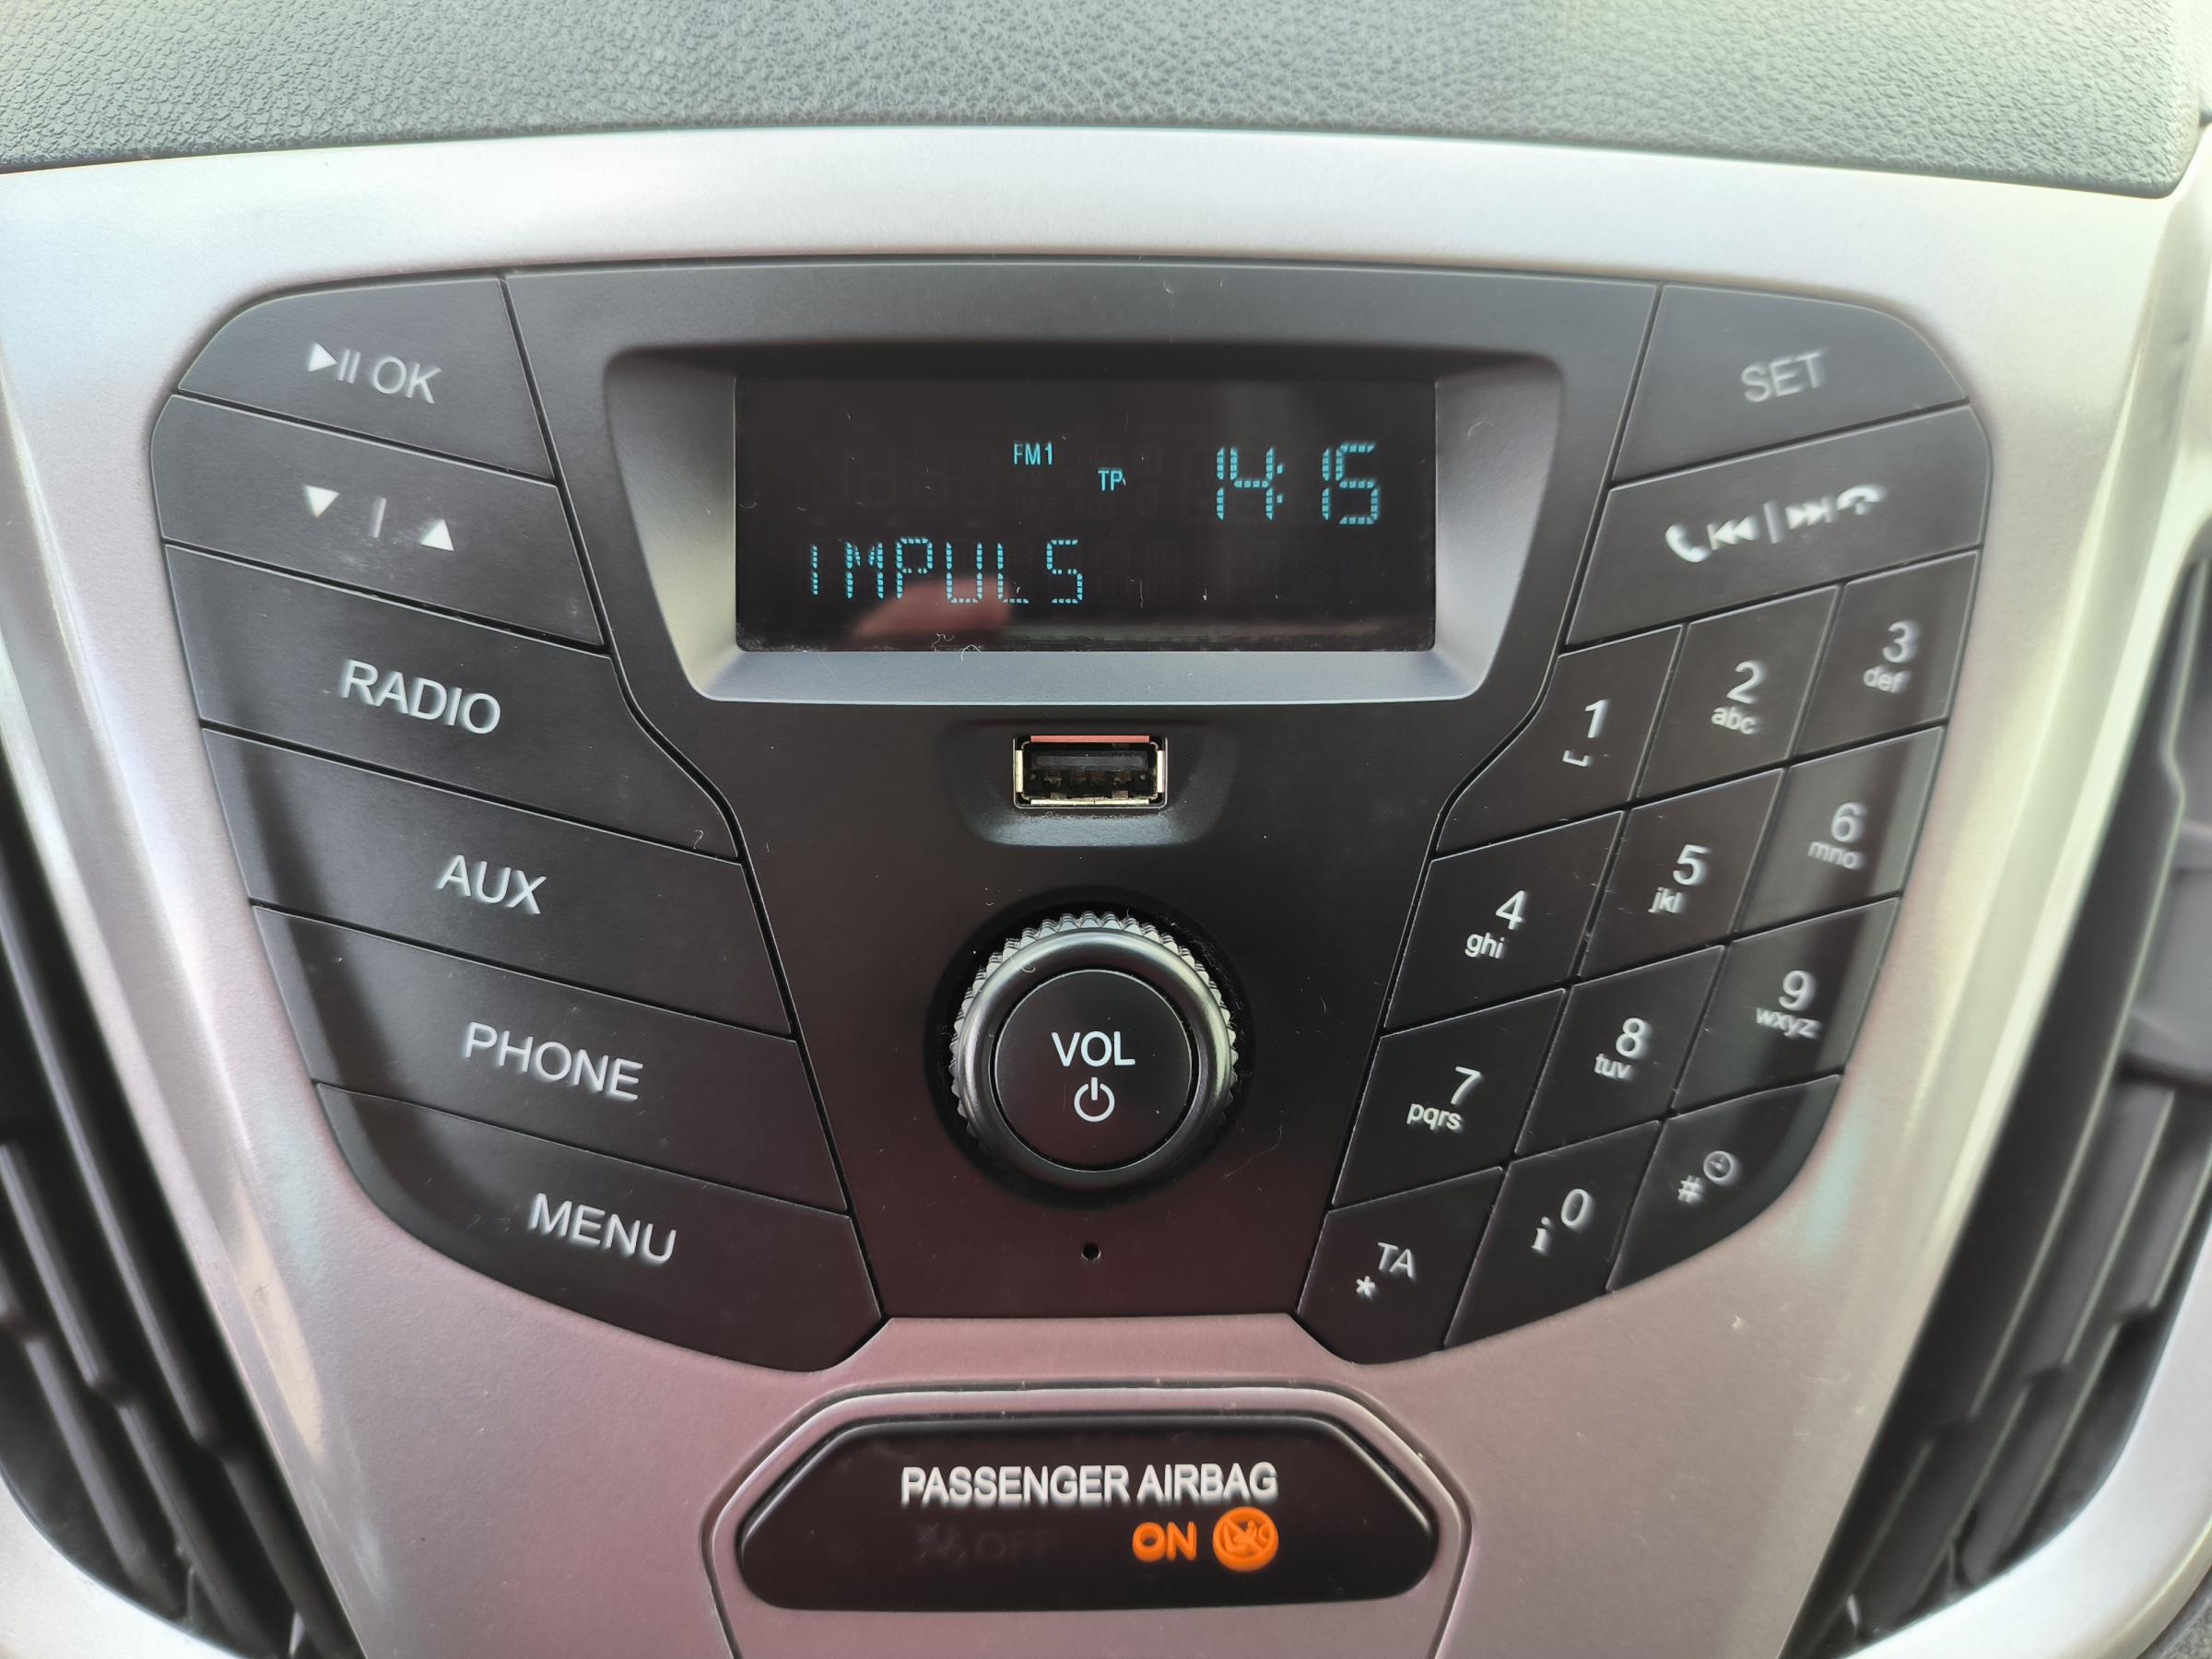 OK
SET
FM1
TP
14:15
IMPULS
RADIO
1
2
abc
3
def
AUX
4
ghi
5
jkl
6
mno
PHONE
VOL
7
pqrs
8
tuv
9
wxyz
MENU
TA
*
0
#
PASSENGER AIRBAG
OFF ON